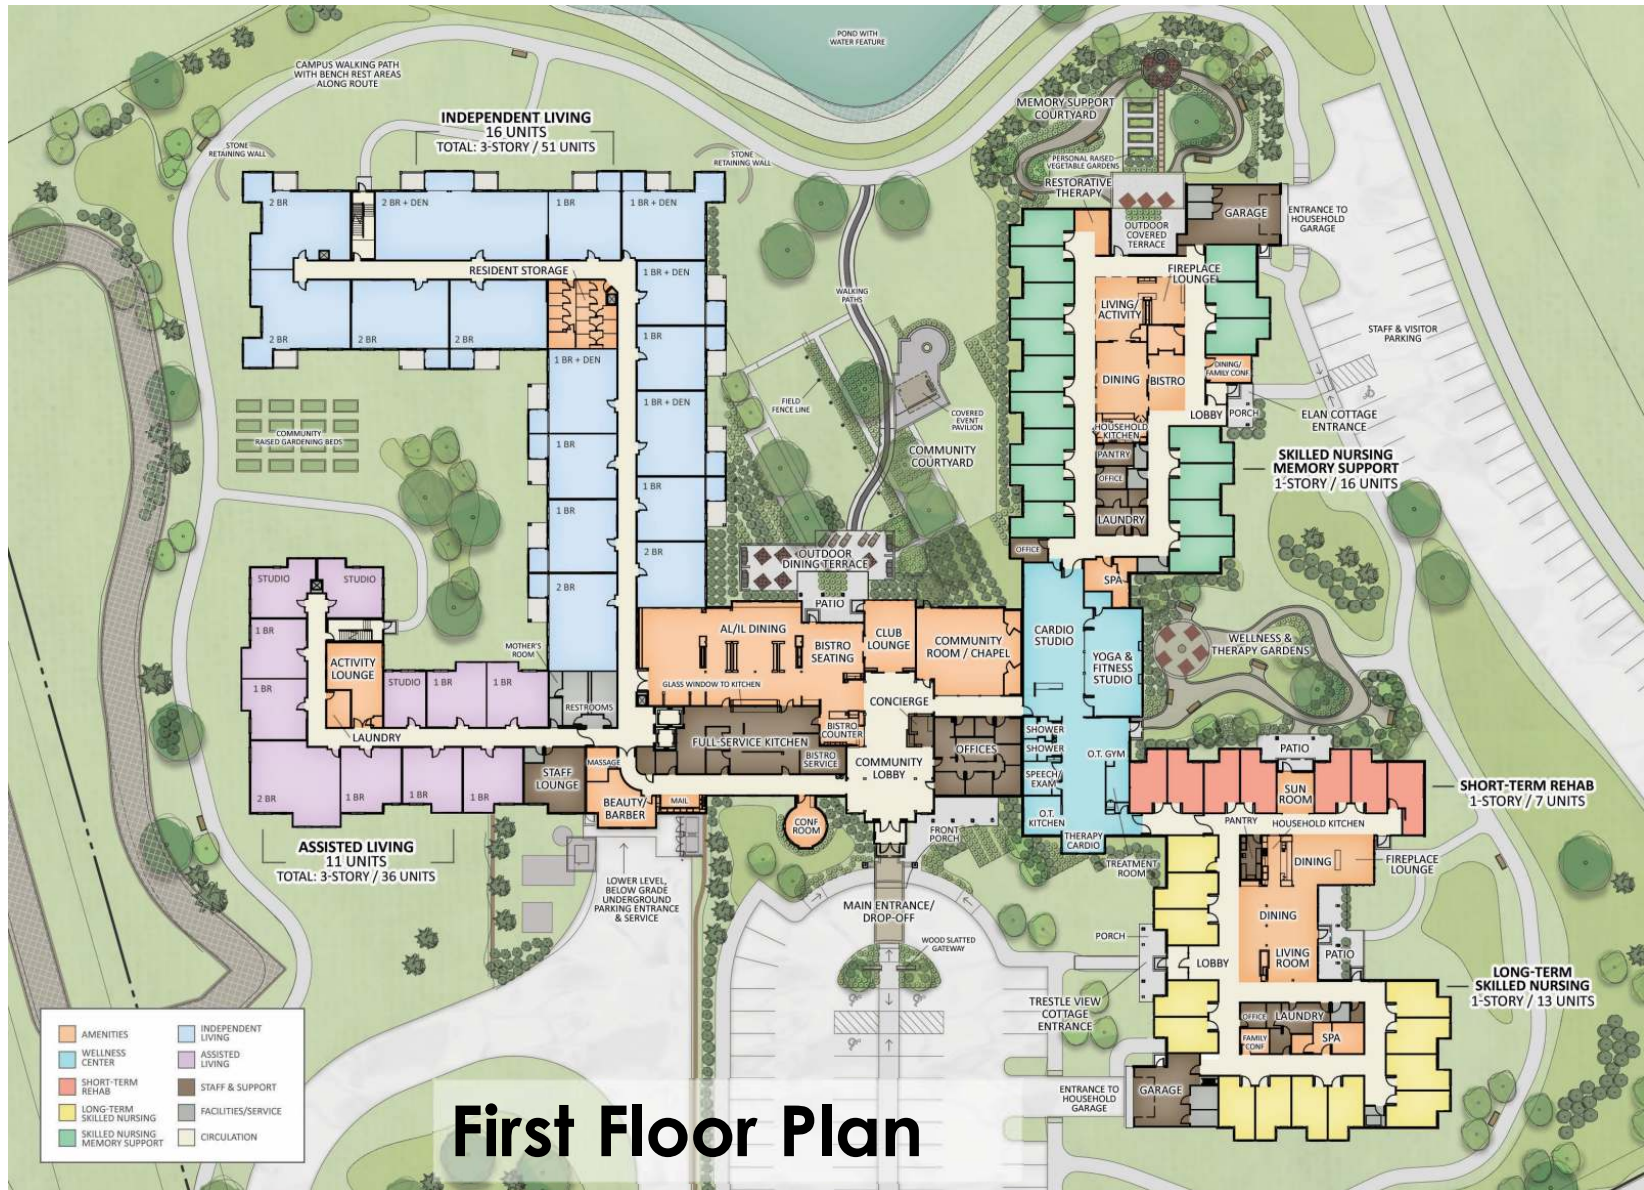 POND WITH
WATER FEATURE
CAMPUS WALKING PATH
WITH BENCH REST AREAS
ALONG ROUTE
INDEPENDENT LIVING
16 UNITS
TOTAL: 3-STORY / 51 UNITS
STONE
RETAINING WALL
STONE
RETAINING WALL
MEMORY SUPPORT
COURTYARD
PERSONAL RAISED
VEGETABLE GARDENS
RESTORATIVE
THERAPY
OUTDOOR
COVERED
TERRACE
GARAGE
ENTRANCE TO
HOUSEHOLD
GARAGE
2 BR
2 BR + DEN
1 BR
1 BR + DEN
RESIDENT STORAGE
1 BR + DEN
2 BR
2 BR
2 BR
1 BR
1 BR + DEN
1 BR + DEN
1 BR
1 BR
1 BR
2 BR
2 BR
WALKING
PATHS
FIELD
FENCE LINE
COVERED
EVENT
PAVILION
COMMUNITY
COURTYARD
COMMUNITY
RAISED GARDENING BEDS
FIREPLACE
LOUNGE
LIVING/
ACTIVITY
DINING
BISTRO
DINING/
FAMILY CONF.
LOBBY
PORCH
ELAN COTTAGE
ENTRANCE
STAFF & VISITOR
PARKING
HOUSEHOLD
KITCHEN
PANTRY
OFFICE
LAUNDRY
OFFICE
SPA
SKILLED NURSING
MEMORY SUPPORT
1-STORY / 16 UNITS
OUTDOOR
DINING TERRACE
PATIO
STUDIO
STUDIO
1 BR
1 BR
ACTIVITY
LOUNGE
STUDIO
1 BR
1 BR
LAUNDRY
MOTHER'S
ROOM
RESTROOMS
2 BR
1 BR
1 BR
1 BR
STAFF
LOUNGE
MASSAGE
BEAUTY/
BARBER
MAIL
AL/IL DINING
GLASS WINDOW TO KITCHEN
BISTRO
SEATING
CLUB
LOUNGE
COMMUNITY
ROOM / CHAPEL
CONCIERGE
FULL-SERVICE KITCHEN
BISTRO
COUNTER
BISTRO
SERVICE
COMMUNITY
LOBBY
OFFICES
CONF
ROOM
FRONT
PORCH
CARDIO
STUDIO
YOGA &
FITNESS
STUDIO
WELLNESS &
THERAPY GARDENS
SHOWER
SHOWER
SPEECH/
EXAM
O.T. GYM
O.T.
KITCHEN
THERAPY
CARDIO
TREATMENT
ROOM
PATIO
SUN
ROOM
PANTRY
HOUSEHOLD KITCHEN
SHORT-TERM REHAB
1-STORY / 7 UNITS
DINING
FIREPLACE
LOUNGE
DINING
LIVING
ROOM
PATIO
LOBBY
PORCH
ASSISTED LIVING
11 UNITS
TOTAL: 3-STORY / 36 UNITS
LOWER LEVEL,
BELOW GRADE
UNDERGROUND
PARKING ENTRANCE
& SERVICE
MAIN ENTRANCE/
DROP-OFF
WOOD SLATTED
GATEWAY
TRESTLE VIEW
COTTAGE
ENTRANCE
LONG-TERM
SKILLED NURSING
1-STORY / 13 UNITS
OFFICE
LAUNDRY
FAMILY
CONF
SPA
GARAGE
ENTRANCE TO
HOUSEHOLD
GARAGE
AMENITIES
WELLNESS
CENTER
SHORT-TERM
REHAB
LONG-TERM
SKILLED NURSING
SKILLED NURSING
MEMORY SUPPORT
INDEPENDENT
LIVING
ASSISTED
LIVING
STAFF & SUPPORT
FACILITIES/SERVICE
CIRCULATION
First Floor Plan